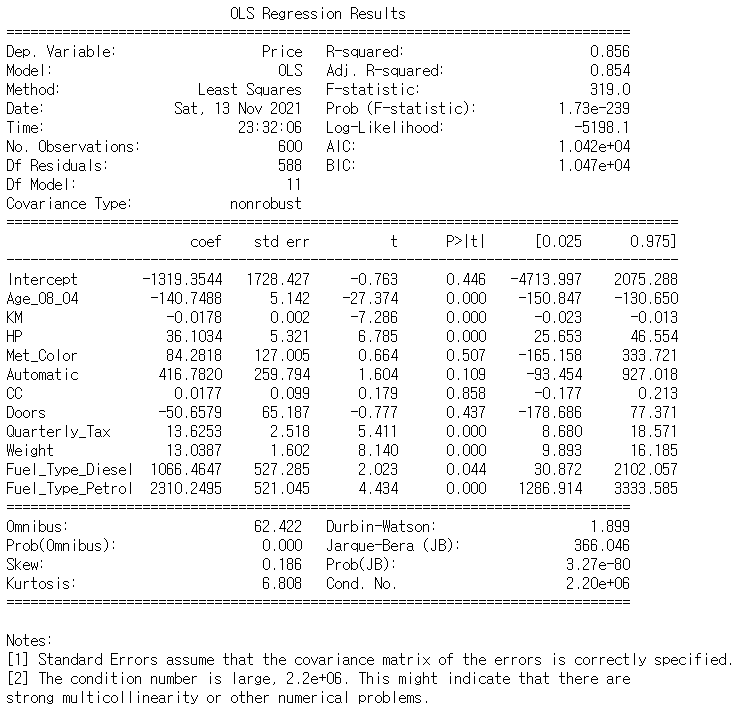 OLS Regression Results
==============================================================================
Dep. Variable: Price R-squared: 0.856
Model: OLS Adj. R-squared: 0.854
Method: Least Squares F-statistic: 319.0
Date: Sat, 13 Nov 2021 Prob (F-statistic): 1.73e-239
Time: 23:32:06 Log-Likelihood: -5198.1
No. Observations: 600 AIC: 1.042e+04
Df Residuals: 588 BIC: 1.047e+04
Df Model: 11
Covariance Type: nonrobust
====================================================================================
coef std err t P>|t| [0.025 0.975]
------------------------------------------------------------------------------------
Intercept -1319.3544 1728.427 -0.763 0.446 -4713.997 2075.288
Age_08_04 -140.7488 5.142 -27.374 0.000 -150.847 -130.650
KM -0.0178 0.002 -7.286 0.000 -0.023 -0.013
HP 36.1034 5.321 6.785 0.000 25.653 46.554
Met_Color 84.2818 127.005 0.664 0.507 -165.158 333.721
Automatic 416.7820 259.794 1.604 0.109 -93.454 927.018
CC 0.0177 0.099 0.179 0.858 -0.177 0.213
Doors -50.6579 65.187 -0.777 0.437 -178.686 77.371
Quarterly_Tax 13.6253 2.518 5.411 0.000 8.680 18.571
Weight 13.0387 1.602 8.140 0.000 9.893 16.185
Fuel_Type_Diesel 1066.4647 527.285 2.023 0.044 30.872 2102.057
Fuel_Type_Petrol 2310.2495 521.045 4.434 0.000 1286.914 3333.585
==============================================================================
Omnibus: 62.422 Durbin-Watson: 1.899
Prob(Omnibus): 0.000 Jarque-Bera (JB): 366.046
Skew: 0.186 Prob(JB): 3.27e-80
Kurtosis: 6.808 Cond. No. 2.20e+06
==============================================================================
Notes:
[1] Standard Errors assume that the covariance matrix of the errors is correctly specified.
[2] The condition number is large, 2.2e+06. This might indicate that there are
strong multicollinearity or other numerical problems.